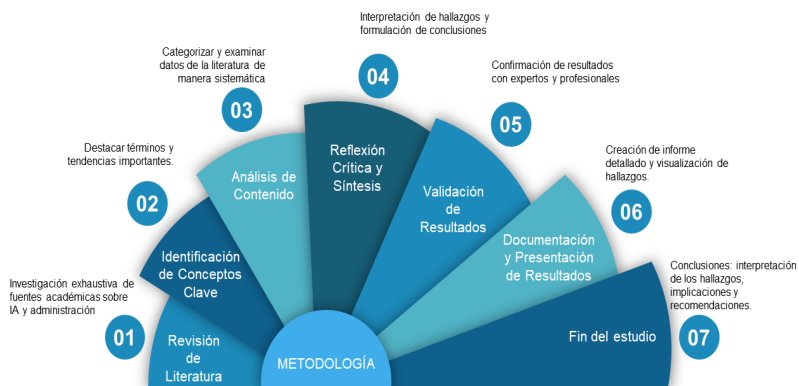 Investigación exhaustiva de
fuentes académicas sobre
IA y administración
01
Revisión
de
Literatura
Destacar términos y
tendencias importantes.
02
Identificación
de Conceptos
Clave
Categorizar y examinar
datos de la literatura de
manera sistemática
03
Análisis de
Contenido
Interpretación de hallazgos y
formulación de conclusiones
04
Reflexión
Crítica y
Síntesis
Confirmación de resultados
con expertos y profesionales
05
Validación
de
Resultados
Creación de informe
detallado y visualización de
hallazgos.
06
Documentación
y Presentación
de Resultados
Conclusiones: interpretación
de los hallazgos,
implicaciones y
recomendaciones.
07
Fin del estudio
METODOLOGÍA